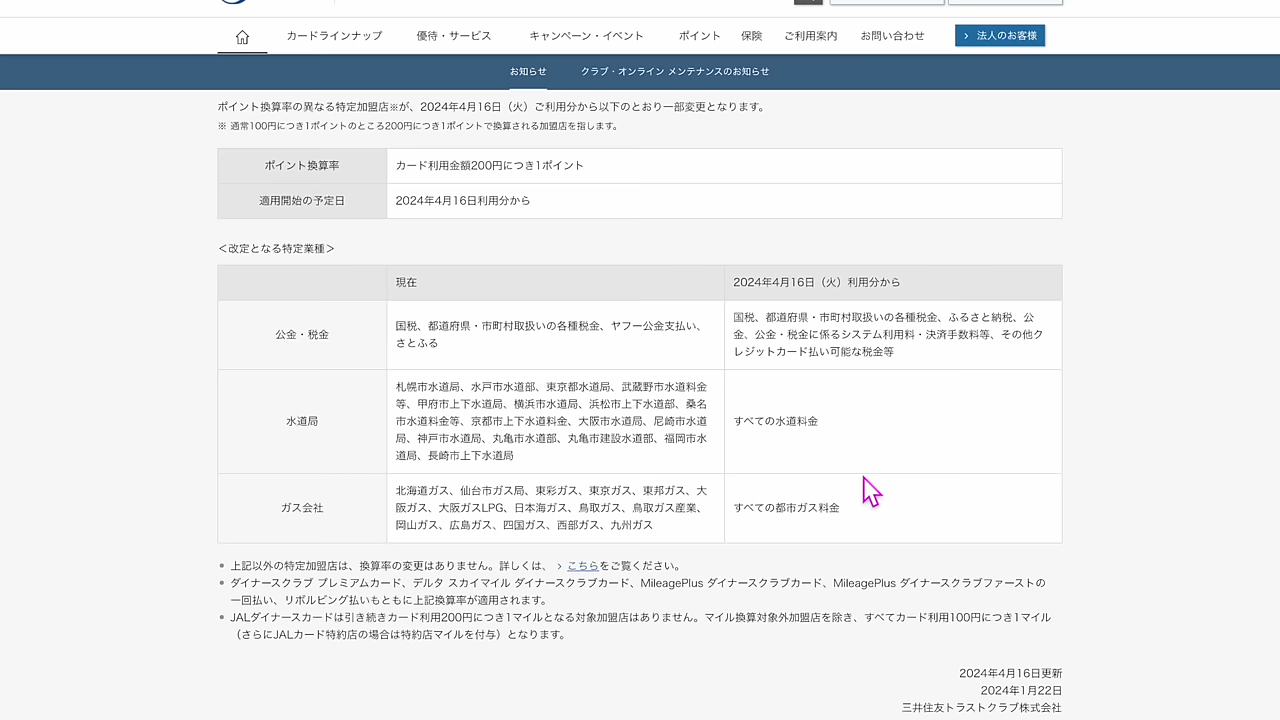 カードラインナップ 優待・サービス キャンペーン・イベント ポイント 保険 ご利用案内 お問い合わせ › 法人のお客様
お知らせ クラブ・オンライン メンテナンスのお知らせ
ポイント換算率の異なる特定加盟店※が、2024年4月16日（火）ご利用分から以下のとおり一部変更となります。
※ 通常100円につき1ポイントのところ200円につき1ポイントで換算される加盟店を指します。
ポイント換算率 カード利用金額200円につき1ポイント
適用開始の予定日 2024年4月16日利用分から
＜改定となる特定業種＞
現在 2024年4月16日（火）利用分から
公金・税金
国税、都道府県・市町村取扱いの各種税金、ヤフー公金支払い、
さとふる
国税、都道府県・市町村取扱いの各種税金、ふるさと納税、公
金、公金・税金に係るシステム利用料・決済手数料等、その他ク
レジットカード払い可能な税金等
水道局
札幌市水道局、水戸市水道部、東京都水道局、武蔵野市水道料金
等、甲府市上下水道局、横浜市水道局、浜松市上下水道部、桑名
市水道料金等、京都市上下水道料金、大阪市水道局、尼崎市水道
局、神戸市水道局、丸亀市水道部、丸亀市建設水道部、福岡市水
道局、長崎市上下水道局
すべての水道料金
ガス会社
北海道ガス、仙台市ガス局、東彩ガス、東京ガス、東邦ガス、大
阪ガス、大阪ガスLPG、日本海ガス、鳥取ガス、鳥取ガス産業、
岡山ガス、広島ガス、四国ガス、西部ガス、九州ガス
すべての都市ガス料金
● 上記以外の特定加盟店は、換算率の変更はありません。詳しくは、 › こちらをご覧ください。
● ダイナースクラブ プレミアムカード、デルタ スカイマイル ダイナースクラブカード、MileagePlus ダイナースクラブカード、MileagePlus ダイナースクラブファーストの
一回払い、リボルビング払いもともに上記換算率が適用されます。
● JALダイナースカードは引き続きカード利用200円につき1マイルとなる対象加盟店はありません。マイル換算対象外加盟店を除き、すべてカード利用100円につき1マイル
（さらにJALカード特約店の場合は特約店マイルを付与）となります。
2024年4月16日更新
2024年1月22日
三井住友トラストクラブ株式会社